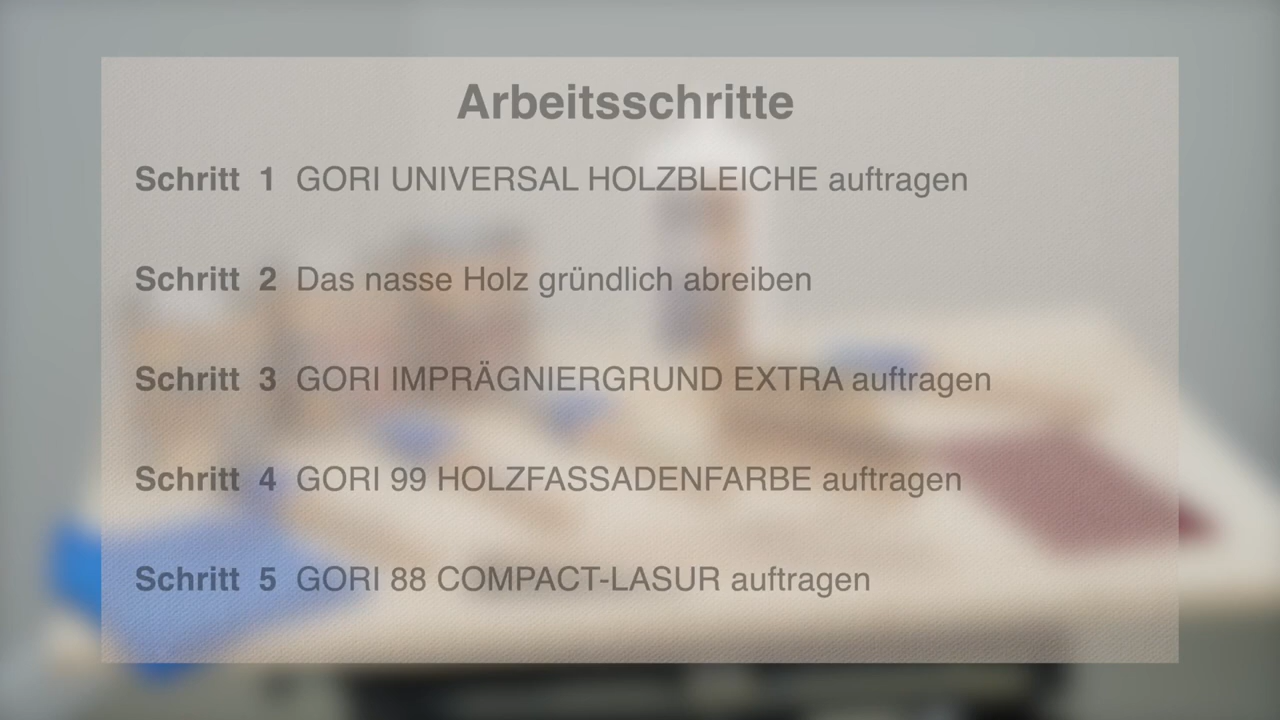 Arbeitsschritte
Schritt 1 GORI UNIVERSAL HOLZBLEICHE auftragen
Schritt 2 Das nasse Holz gründlich abreiben
Schritt 3 GORI IMPRÄGNIERGRUND EXTRA auftragen
Schritt 4 GORI 99 HOLZFASSADENFARBE auftragen
Schritt 5 GORI 88 COMPACT-LASUR auftragen